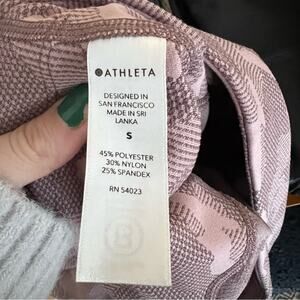 ATHLETA
DESIGNED IN
SAN FRANCISCO
MADE IN SRI
LANKA
S
45% POLYESTER
30% NYLON
25% SPANDEX
RN 54023
B